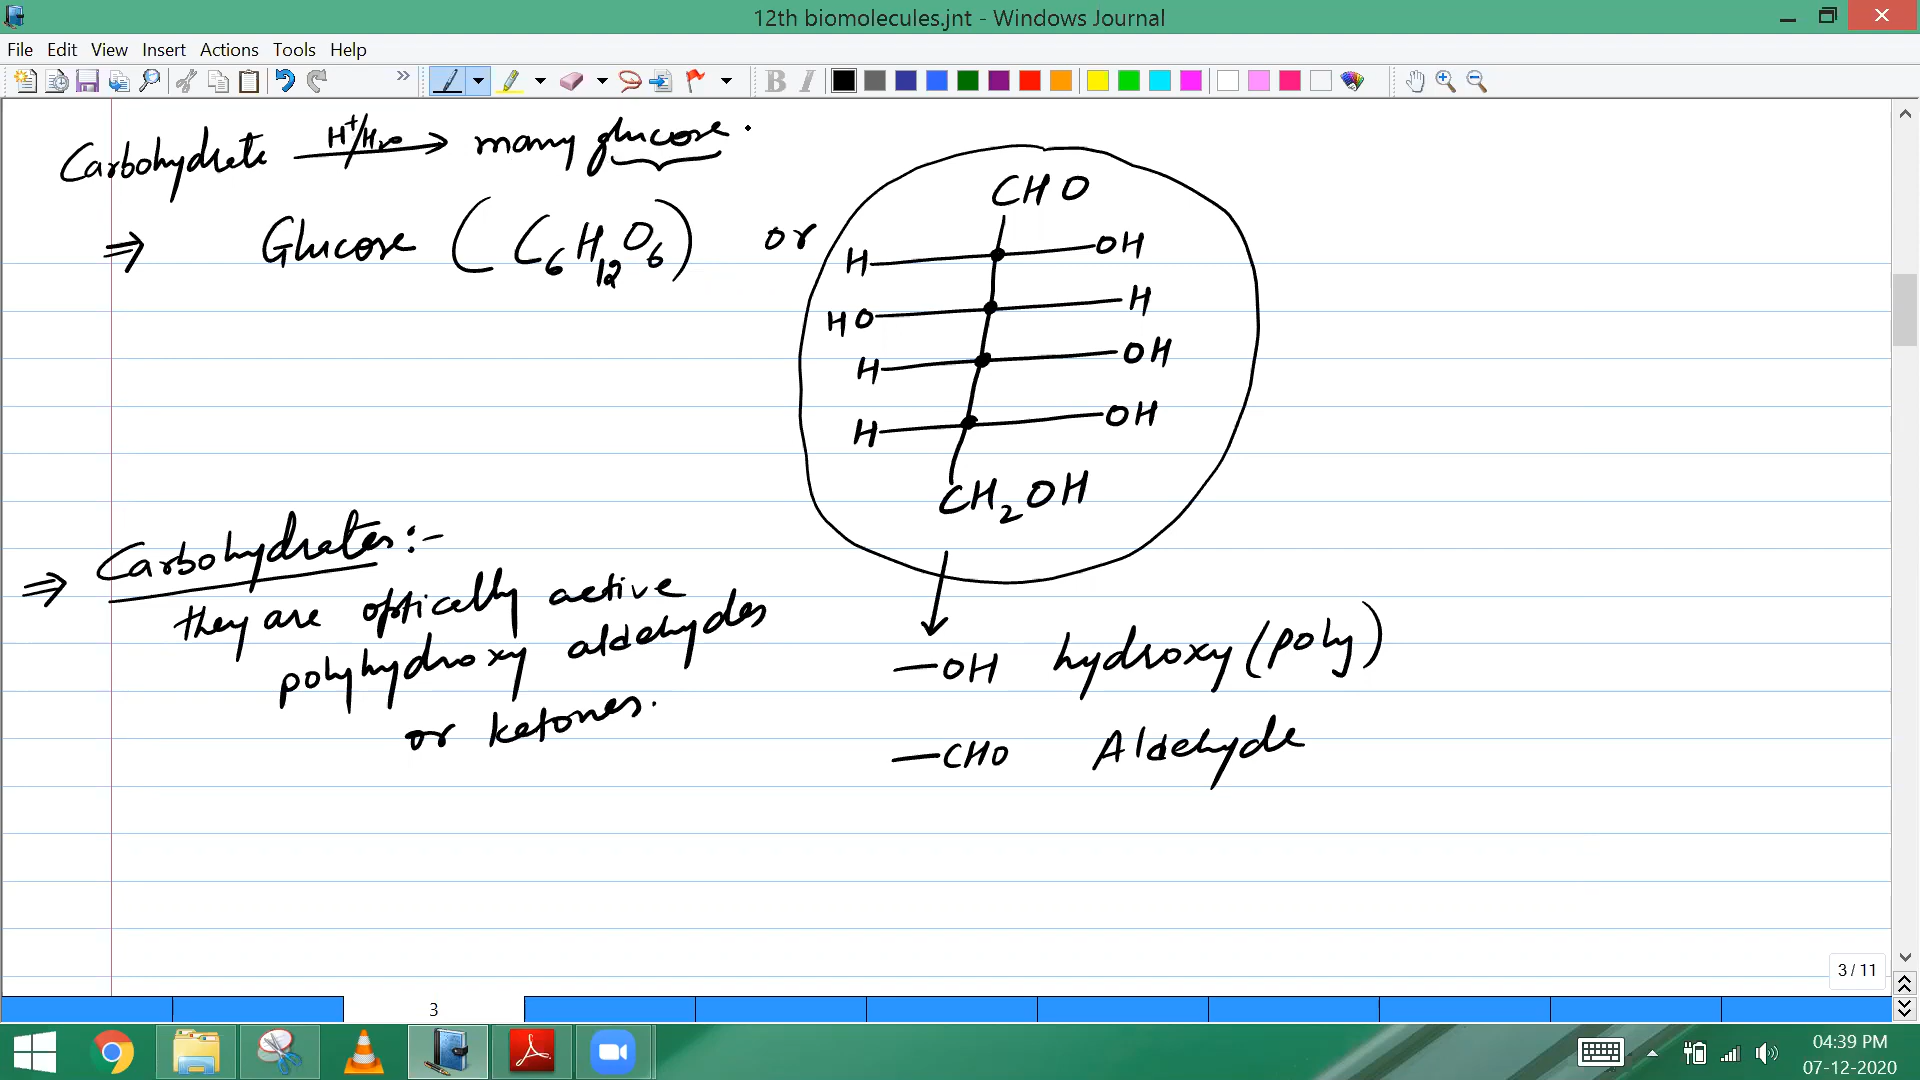 12th biomolecules.jnt - Windows Journal
File Edit View Insert Actions Tools Help
Carbohydrate H+/H2O → many glucose.
⇒ Glucose ( C6H12O6 ) or
CHO
H OH
HO H
H OH
H OH
CH2OH
⇒ Carbohydrates :-
they are optically active
polyhydroxy aldehydes
or ketones.
—OH hydroxy (poly)
—CHO Aldehyde
3 / 11
3
04:39 PM
07-12-2020